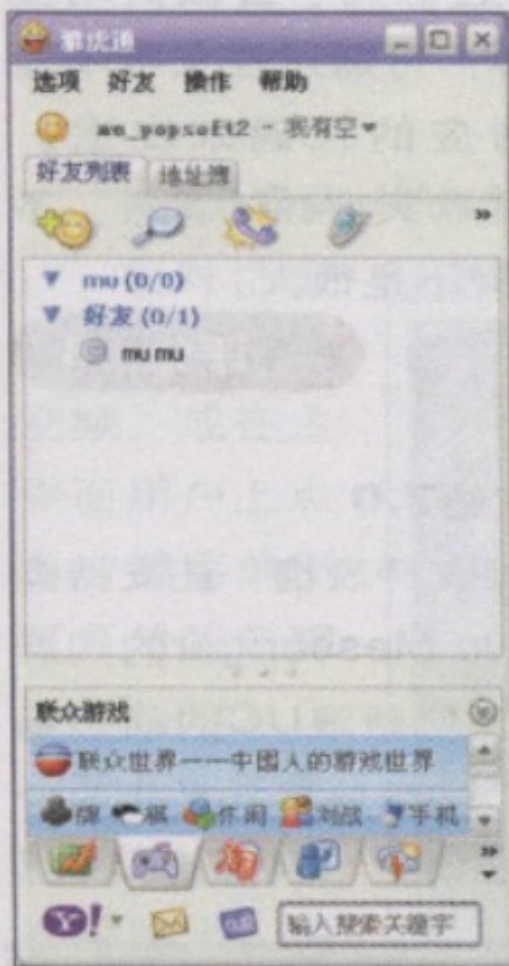 雅虎通
选项 好友 操作 帮助
mu_popsoft2 - 我有空
好友列表 地址簿
mu (0/0)
好友 (0/1)
mu mu
联众游戏
联众世界——中国人的游戏世界
牌 棋 休闲 对战 手机
淘
Y!
输入搜索关键字